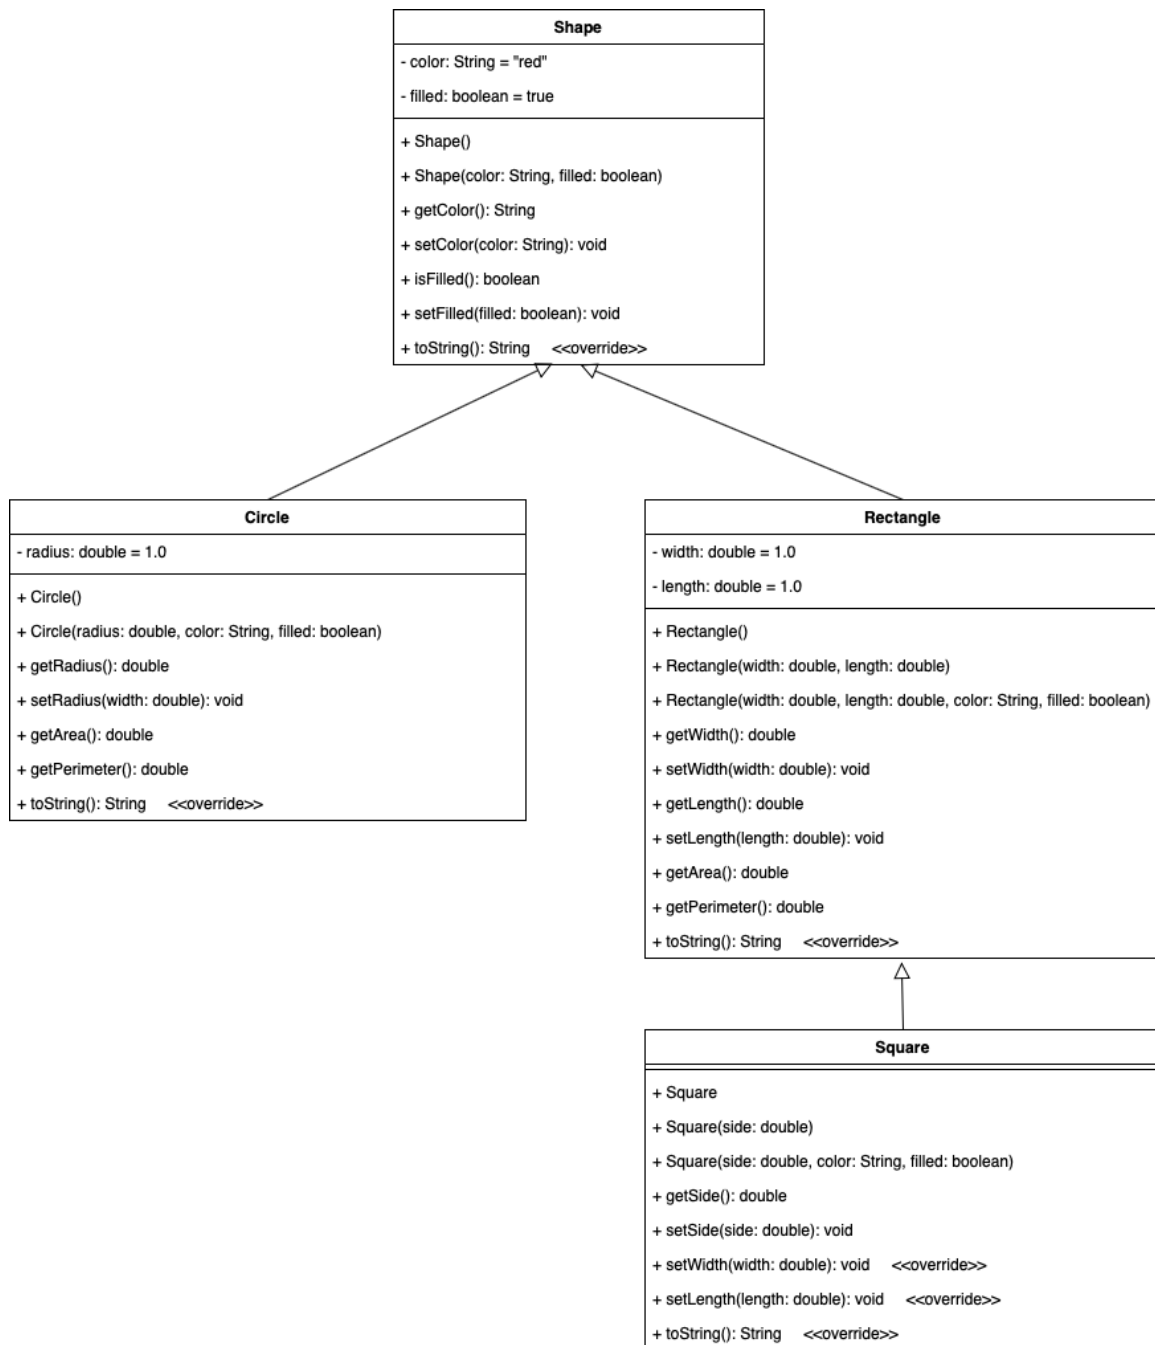 Shape
- color: String = "red"
- filled: boolean = true
+ Shape()
+ Shape(color: String, filled: boolean)
+ getColor(): String
+ setColor(color: String): void
+ isFilled(): boolean
+ setFilled(filled: boolean): void
+ toString(): String <<override>>
Circle
- radius: double = 1.0
+ Circle()
+ Circle(radius: double, color: String, filled: boolean)
+ getRadius(): double
+ setRadius(width: double): void
+ getArea(): double
+ getPerimeter(): double
+ toString(): String <<override>>
Rectangle
- width: double = 1.0
- length: double = 1.0
+ Rectangle()
+ Rectangle(width: double, length: double)
+ Rectangle(width: double, length: double, color: String, filled: boolean)
+ getWidth(): double
+ setWidth(width: double): void
+ getLength(): double
+ setLength(length: double): void
+ getArea(): double
+ getPerimeter(): double
+ toString(): String <<override>>
Square
+ Square
+ Square(side: double)
+ Square(side: double, color: String, filled: boolean)
+ getSide(): double
+ setSide(side: double): void
+ setWidth(width: double): void <<override>>
+ setLength(length: double): void <<override>>
+ toString(): String <<override>>